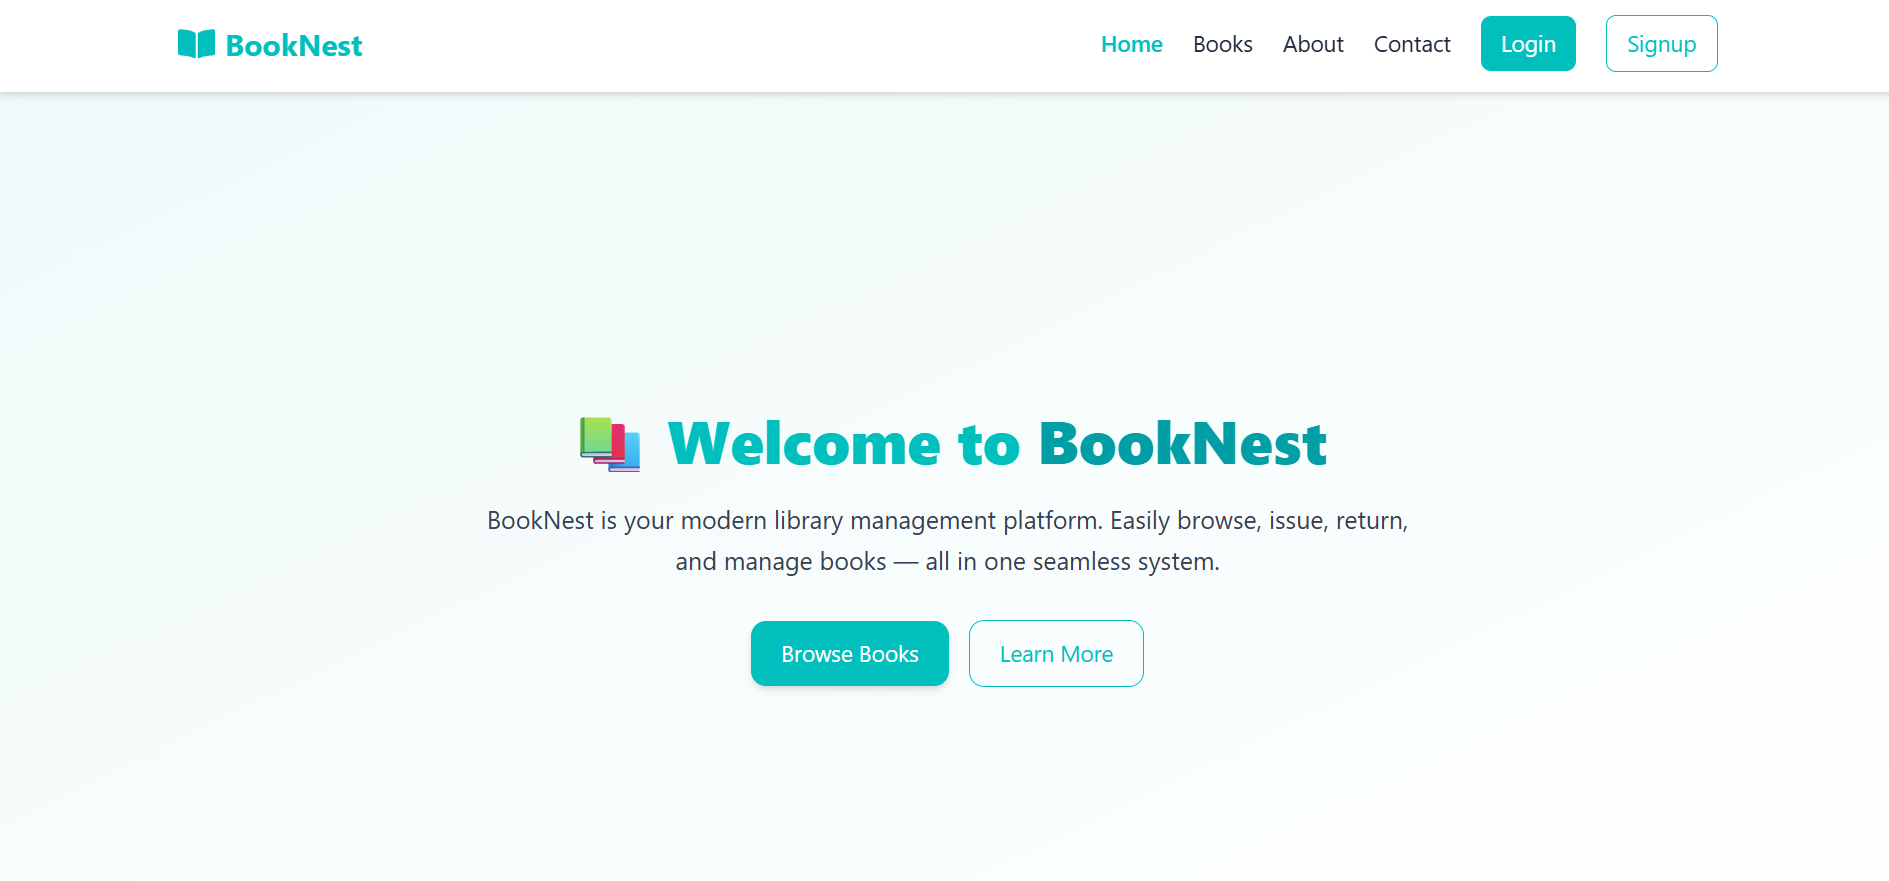 BookNest
Home Books About Contact Login Signup
Welcome to BookNest
BookNest is your modern library management platform. Easily browse, issue, return,
and manage books — all in one seamless system.
Browse Books Learn More